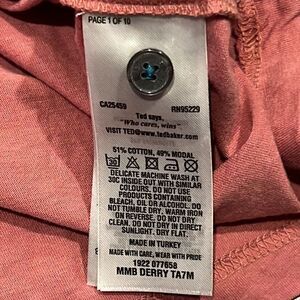 PAGE 1 OF 10
CA25459 RN95229
Ted says,
"Who cares, wins"
VISIT TED@www.tedbaker.com
51% COTTON, 49% MODAL
DELICATE MACHINE WASH AT
30C INSIDE OUT WITH SIMILAR
COLOURS. DO NOT USE
PRODUCTS CONTAINING
BLEACH, OIL OR ALCOHOL. DO
NOT TUMBLE DRY. WARM IRON
ON REVERSE. DO NOT DRY
CLEAN. DO NOT DRY IN DIRECT
SUNLIGHT. DRY FLAT.
MADE IN TURKEY
MADE WITH CARE, WEAR WITH PRIDE
1922 077658
MMB DERRY TA7M